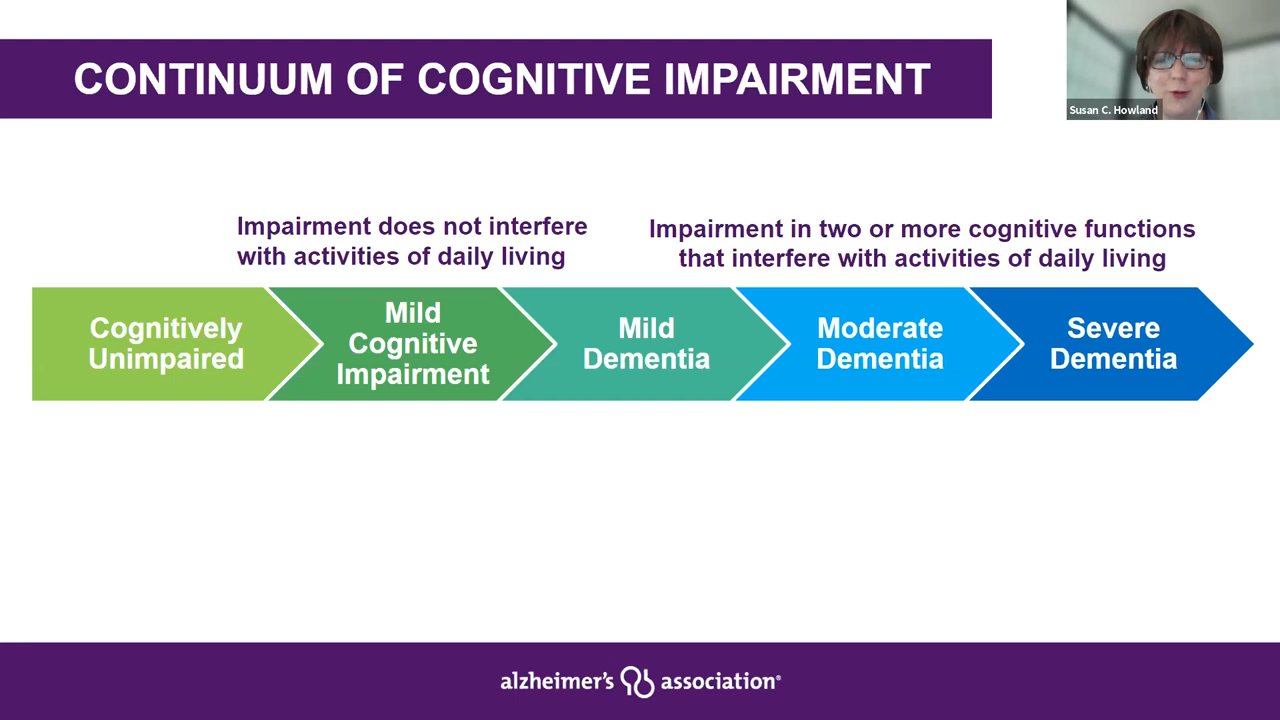 CONTINUUM OF COGNITIVE IMPAIRMENT
Susan C. Howland
Impairment does not interfere
with activities of daily living
Impairment in two or more cognitive functions
that interfere with activities of daily living
Cognitively
Unimpaired
Mild
Cognitive
Impairment
Mild
Dementia
Moderate
Dementia
Severe
Dementia
alzheimer's association®